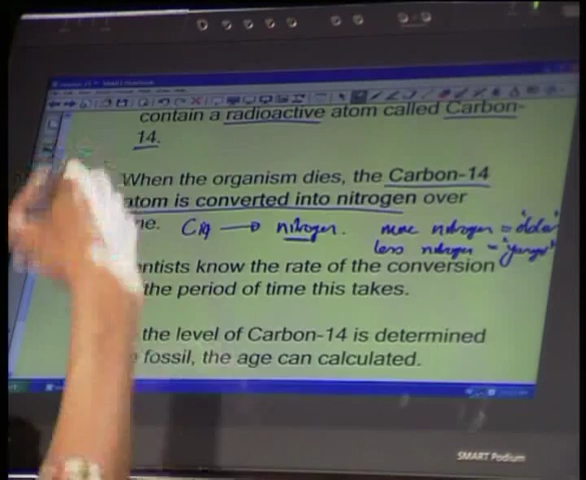 contain a radioactive atom called Carbon-
14.
When the organism dies, the Carbon-14
atom is converted into nitrogen over
ne. C14 → nitrogen. more nitrogen = 'older'
less nitrogen = 'younger'
entists know the rate of the conversion
the period of time this takes.
the level of Carbon-14 is determined
fossil, the age can calculated.
SMART Podium